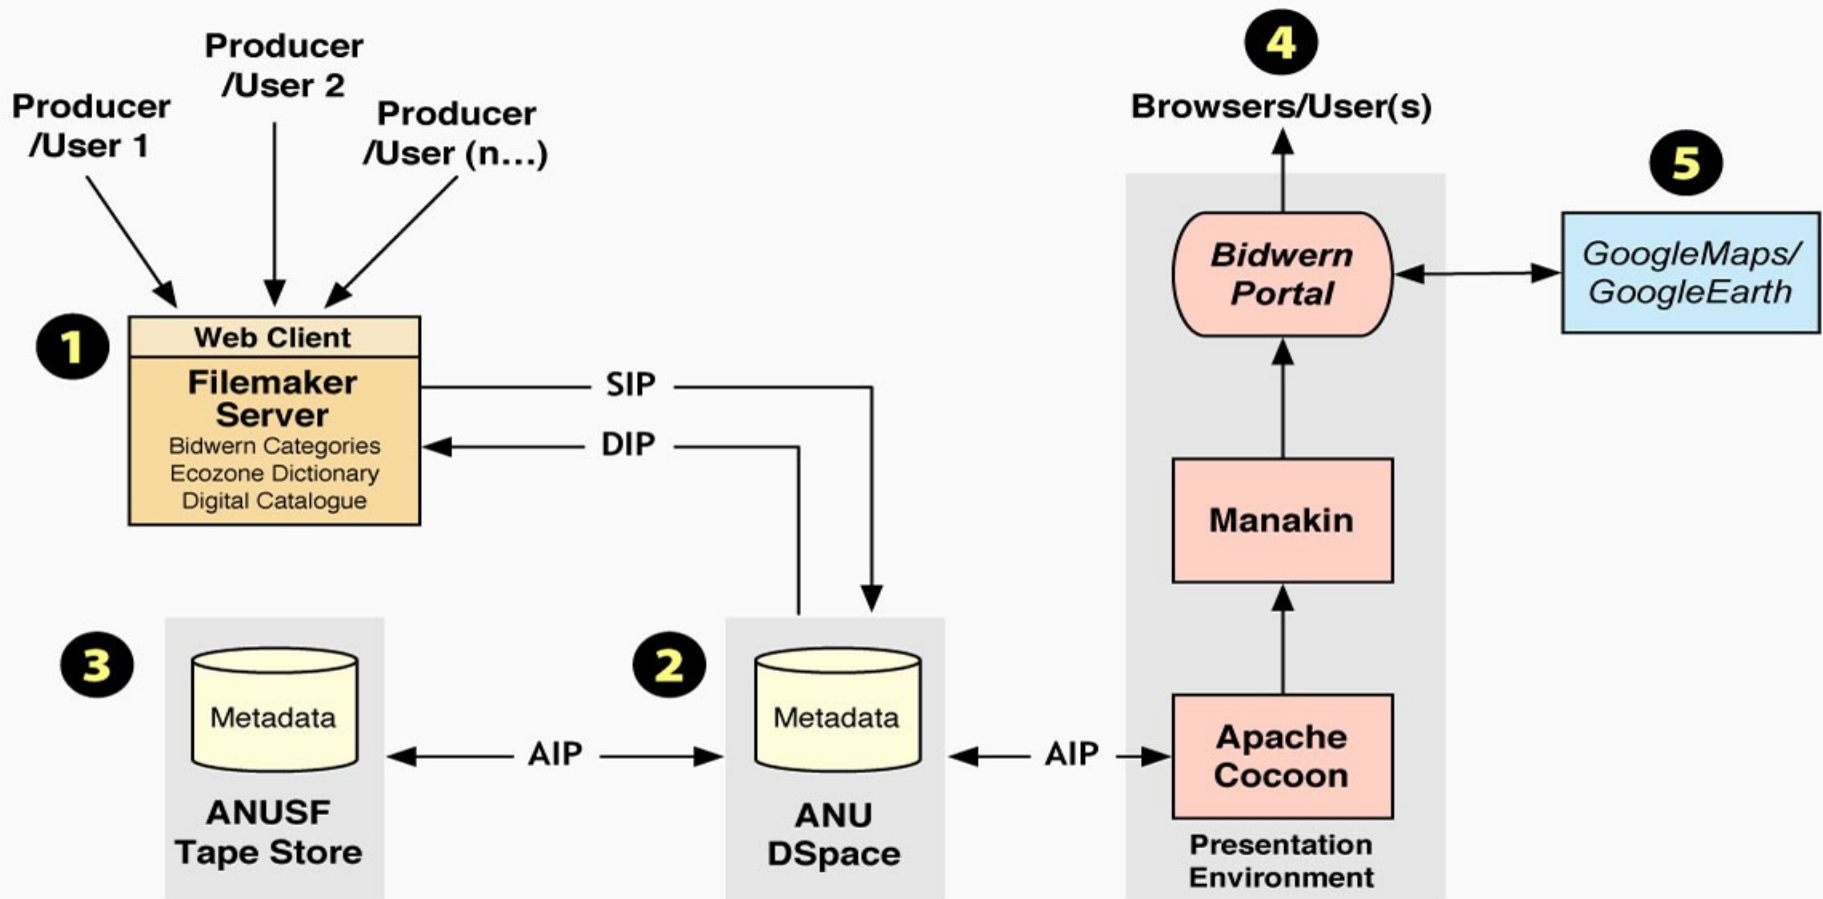 Producer
/User 1
Producer
/User 2
Producer
/User (n...)
1
Web Client
Filemaker
Server
Bidwern Categories
Ecozone Dictionary
Digital Catalogue
SIP
DIP
3
Metadata
ANUSF
Tape Store
AIP
2
Metadata
ANU
DSpace
AIP
4
Browsers/User(s)
Bidwern
Portal
Manakin
Apache
Cocoon
Presentation
Environment
5
GoogleMaps/
GoogleEarth